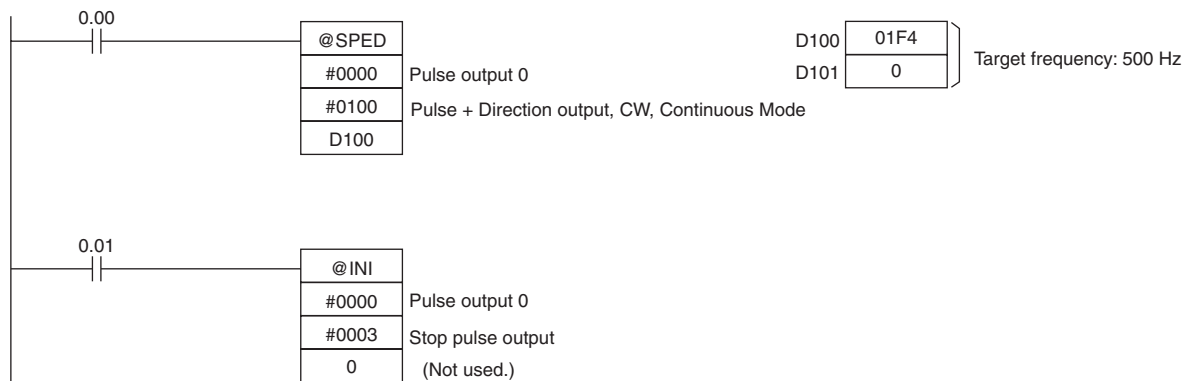 0.00
@SPED
#0000 Pulse output 0
#0100 Pulse + Direction output, CW, Continuous Mode
D100
D100 01F4
D101 0
Target frequency: 500 Hz
0.01
@INI
#0000 Pulse output 0
#0003 Stop pulse output
0 (Not used.)